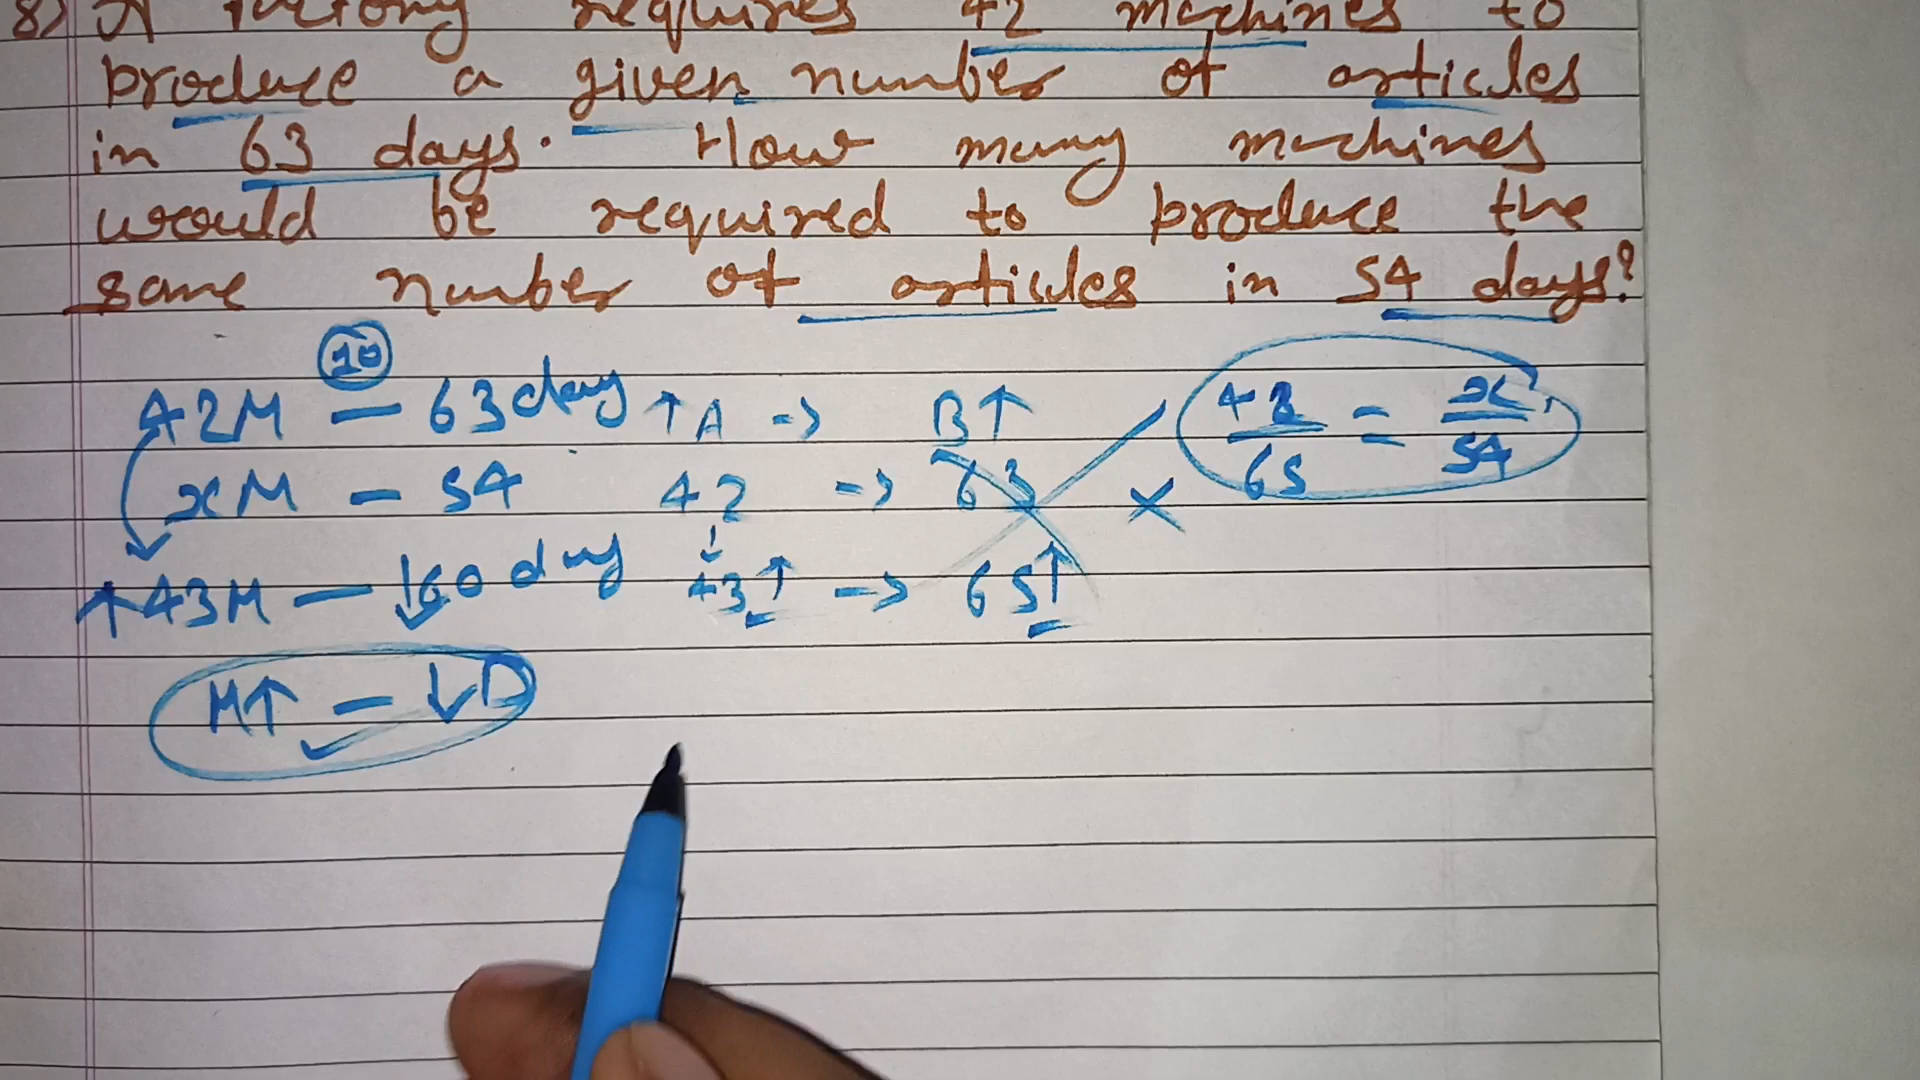 8) A factory requires 42 machines to
produce a given number of articles
in 63 days. How many machines
would be required to produce the
same number of articles in 54 days?
10
42M — 63 day ↑ A -> B ↑
42/65 = x/54
xM - 54 42 -> 63 ×
↑ 43M — ↓60 day 43 ↑ -> 65 ↑
M↑ - ↓D